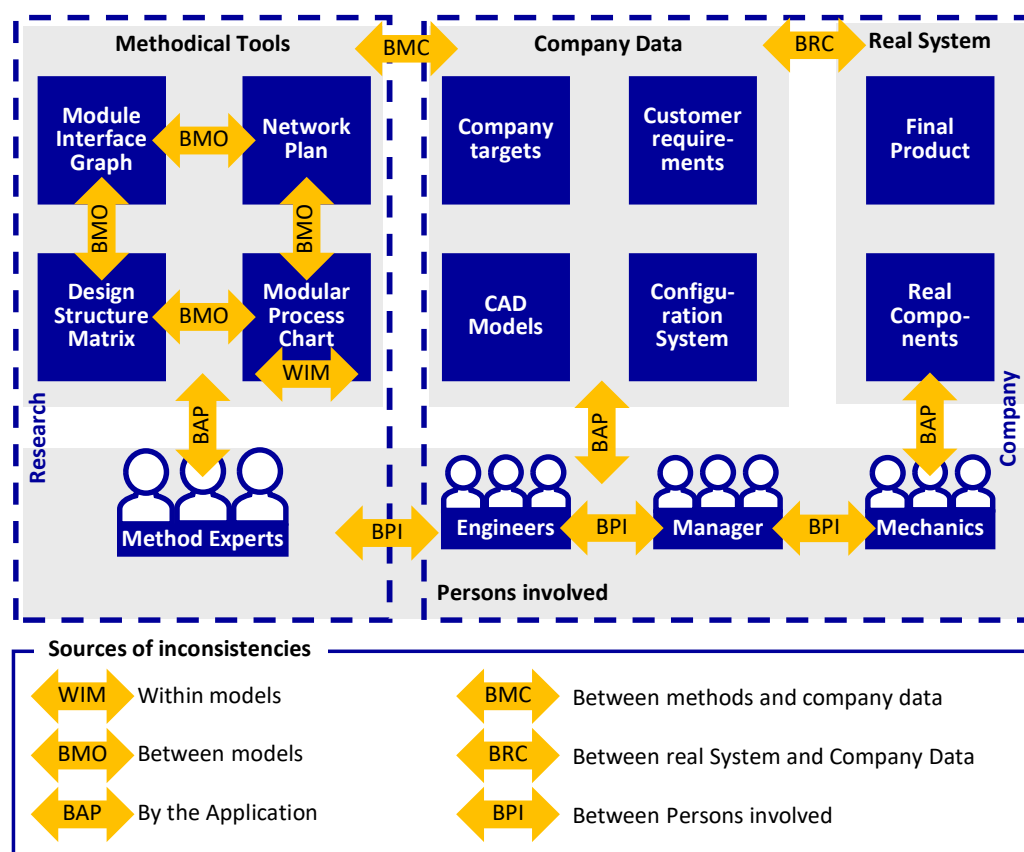 Methodical Tools
BMC
Company Data
BRC
Real System
Module
Interface
Graph
BMO
Network
Plan
Company
targets
Customer
require-
ments
Final
Product
BMO
BMO
Design
Structure
Matrix
BMO
Modular
Process
Chart
WIM
CAD
Models
Configu-
ration
System
Real
Compo-
nents
Research
BAP
BAP
BAP
Company
Method Experts
BPI
Engineers
BPI
Manager
BPI
Mechanics
Persons involved
Sources of inconsistencies
WIM Within models
BMC Between methods and company data
BMO Between models
BRC Between real System and Company Data
BAP By the Application
BPI Between Persons involved